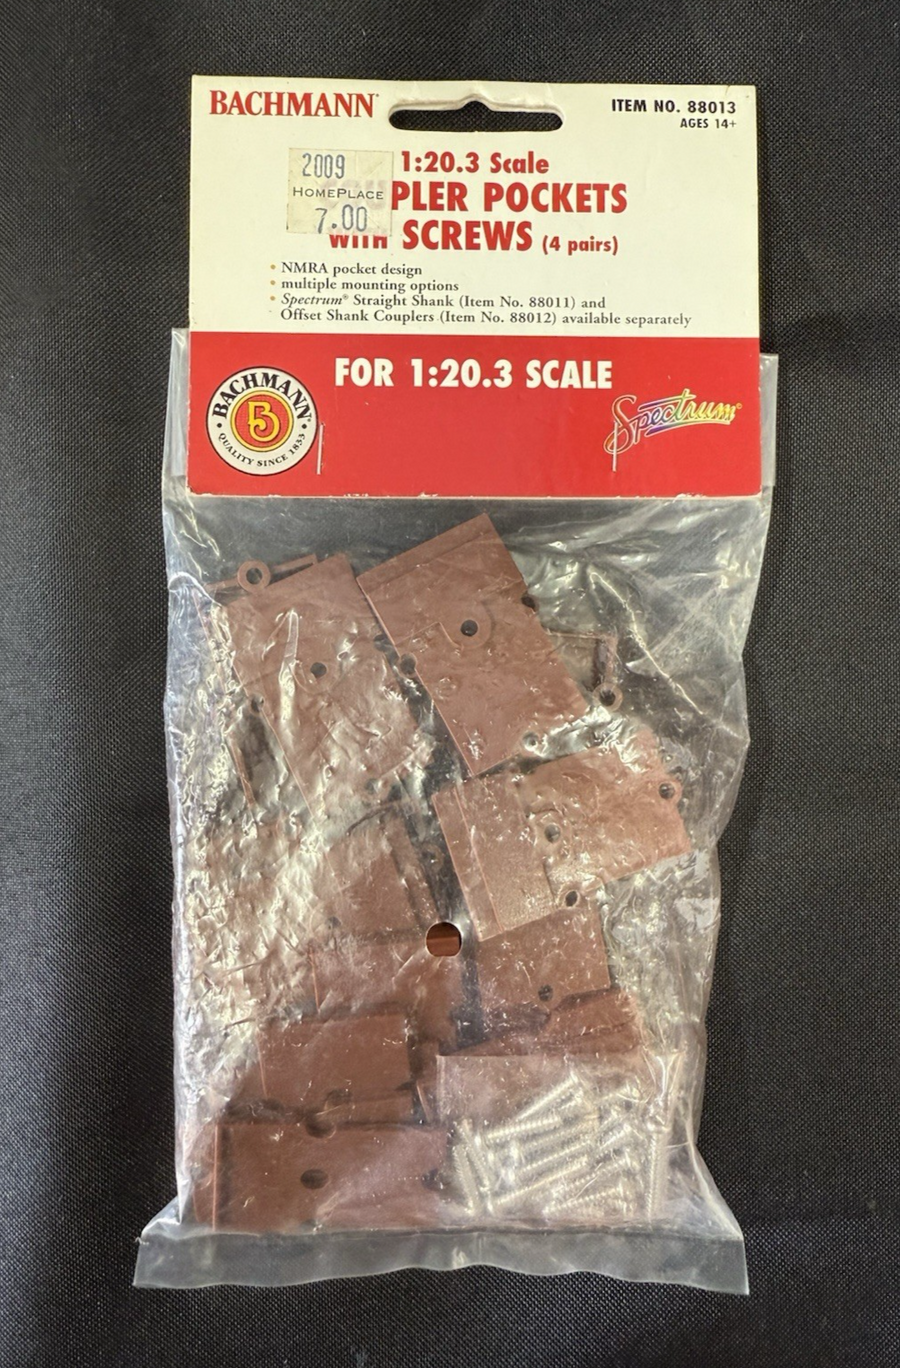 BACHMANN®
ITEM NO. 88013
AGES 14+
2009
HOMEPLACE
7.00
1:20.3 Scale
PLER POCKETS
WITH SCREWS (4 pairs)
• NMRA pocket design
• multiple mounting options
• Spectrum® Straight Shank (Item No. 88011) and
Offset Shank Couplers (Item No. 88012) available separately
FOR 1:20.3 SCALE
BACHMANN®
B
• QUALITY SINCE 1833 •
Spectrum®